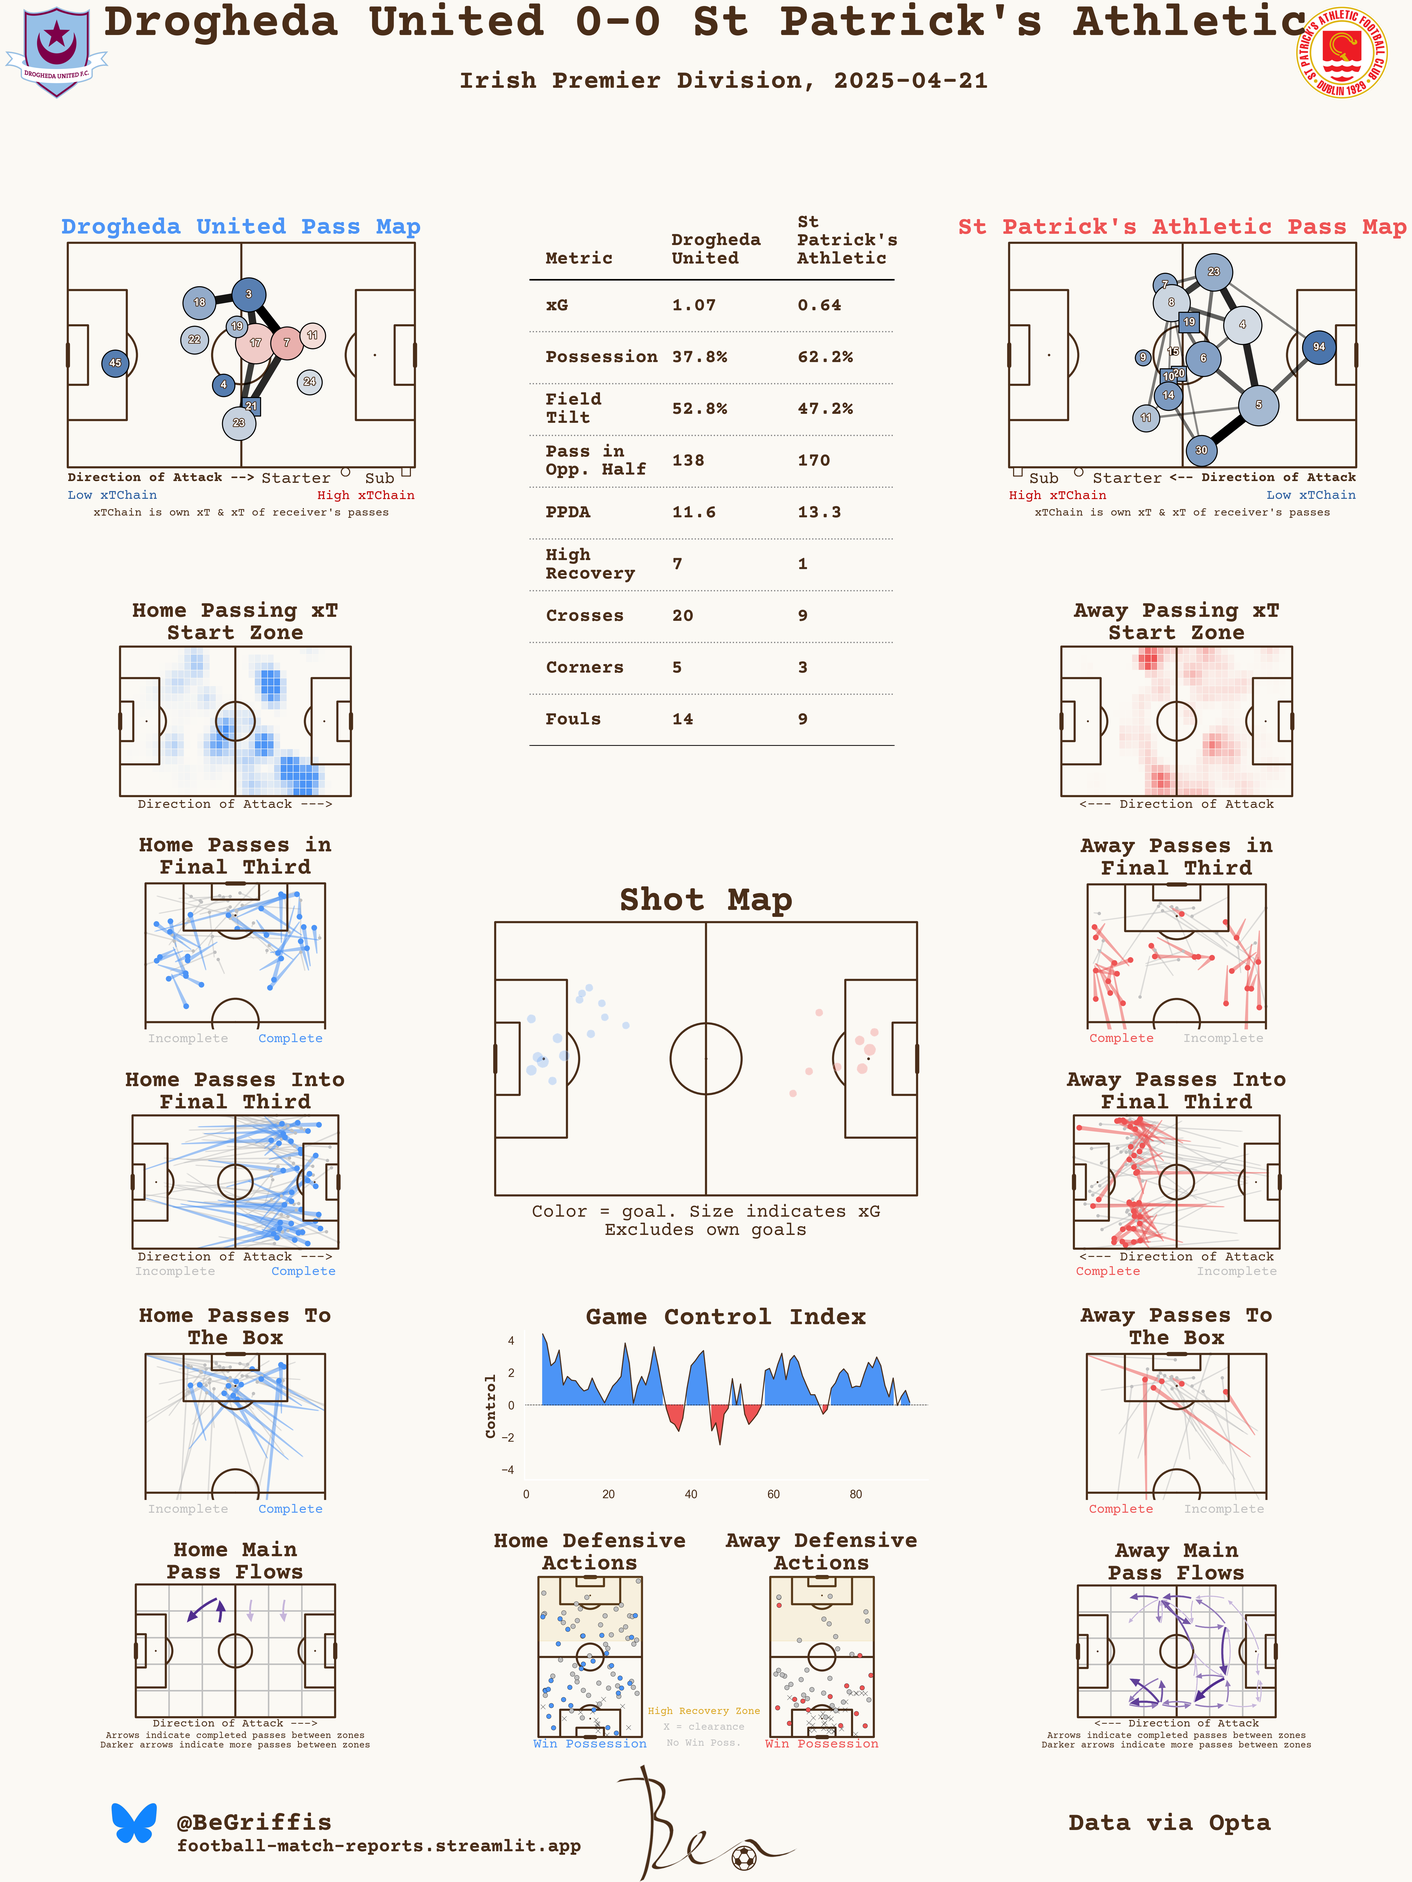 Drogheda United 0-0 St Patrick's Athletic
Irish Premier Division, 2025-04-21
DROGHEDA UNITED F.C.
ST PATRICK'S ATHLETIC FOOTBALL CLUB
DUBLIN 1929
Drogheda United Pass Map
18
3
19
22
17
7
11
45
4
24
21
23
Direction of Attack --> Starter Sub
Low xTChain High xTChain
xTChain is own xT & xT of receiver's passes
Metric Drogheda United St Patrick's Athletic
xG 1.07 0.64
Possession 37.8% 62.2%
Field Tilt 52.8% 47.2%
Pass in Opp. Half 138 170
PPDA 11.6 13.3
High Recovery 7 1
Crosses 20 9
Corners 5 3
Fouls 14 9
St Patrick's Athletic Pass Map
23
7
8
19
4
94
15
9
6
10
20
14
11
5
30
Sub Starter <-- Direction of Attack
High xTChain Low xTChain
xTChain is own xT & xT of receiver's passes
Home Passing xT
Start Zone
Direction of Attack --->
Away Passing xT
Start Zone
<--- Direction of Attack
Home Passes in
Final Third
Incomplete Complete
Away Passes in
Final Third
Complete Incomplete
Shot Map
Color = goal. Size indicates xG
Excludes own goals
Home Passes Into
Final Third
Direction of Attack --->
Incomplete Complete
Away Passes Into
Final Third
<--- Direction of Attack
Complete Incomplete
Home Passes To
The Box
Incomplete Complete
Game Control Index
Control
4
2
0
−2
−4
0 20 40 60 80
Away Passes To
The Box
Complete Incomplete
Home Main
Pass Flows
Direction of Attack --->
Arrows indicate completed passes between zones
Darker arrows indicate more passes between zones
Home Defensive
Actions
Win Possession
High Recovery Zone
X = clearance
No Win Poss.
Away Defensive
Actions
Win Possession
Away Main
Pass Flows
<--- Direction of Attack
Arrows indicate completed passes between zones
Darker arrows indicate more passes between zones
@BeGriffis
football-match-reports.streamlit.app
Ben
Data via Opta